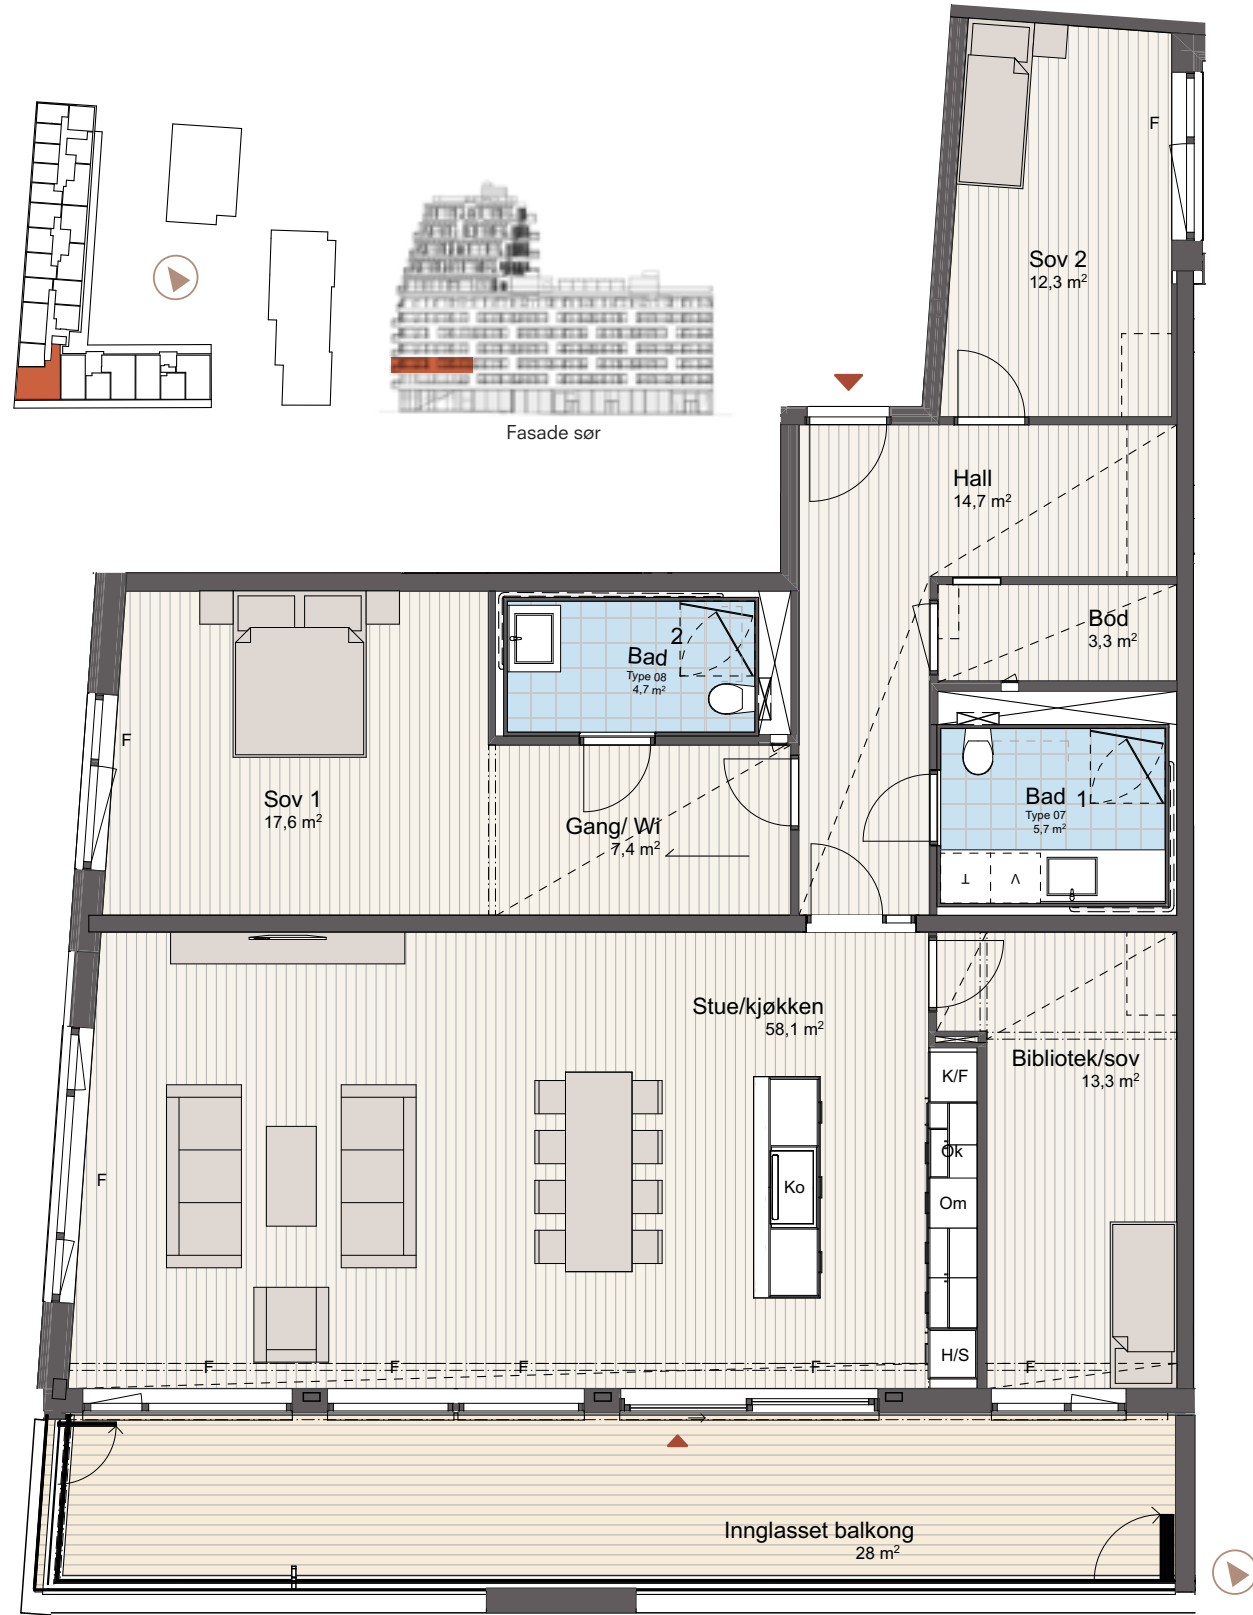 F
Sov 2
12,3 m²
Fasade sør
Hall
14,7 m²
Bod
3,3 m²
2
Bad
Type 08
4,7 m²
F
Sov 1
17,6 m²
Gang/ Wi
7,4 m²
Bad 1
Type 07
5,7 m²
T V
Stue/kjøkken
58,1 m²
Bibliotek/sov
13,3 m²
K/F
Ok
F
Ko
Om
H/S
F F F F F
Innglasset balkong
28 m²